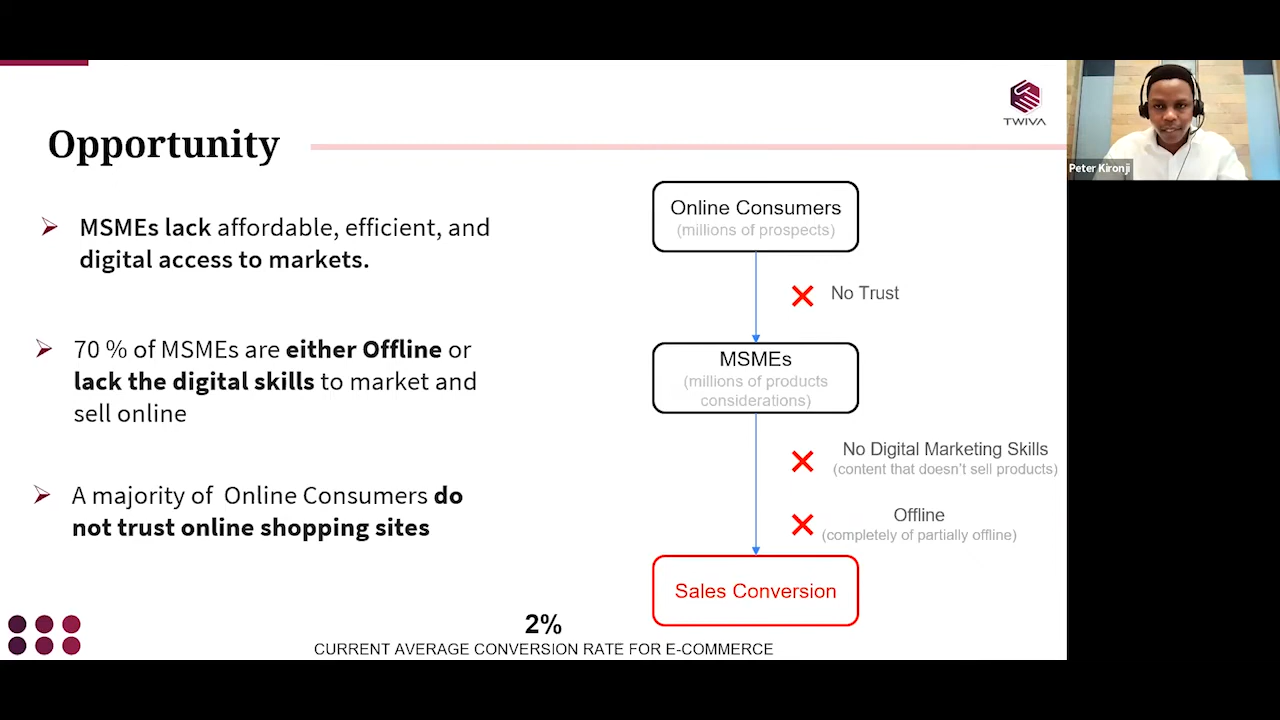 TWIVA
Opportunity
Peter Kironji
MSMEs lack affordable, efficient, and
digital access to markets.
70 % of MSMEs are either Offline or
lack the digital skills to market and
sell online
A majority of Online Consumers do
not trust online shopping sites
Online Consumers
(millions of prospects)
No Trust
MSMEs
(millions of products
considerations)
No Digital Marketing Skills
(content that doesn't sell products)
Offline
(completely of partially offline)
Sales Conversion
2%
CURRENT AVERAGE CONVERSION RATE FOR E-COMMERCE